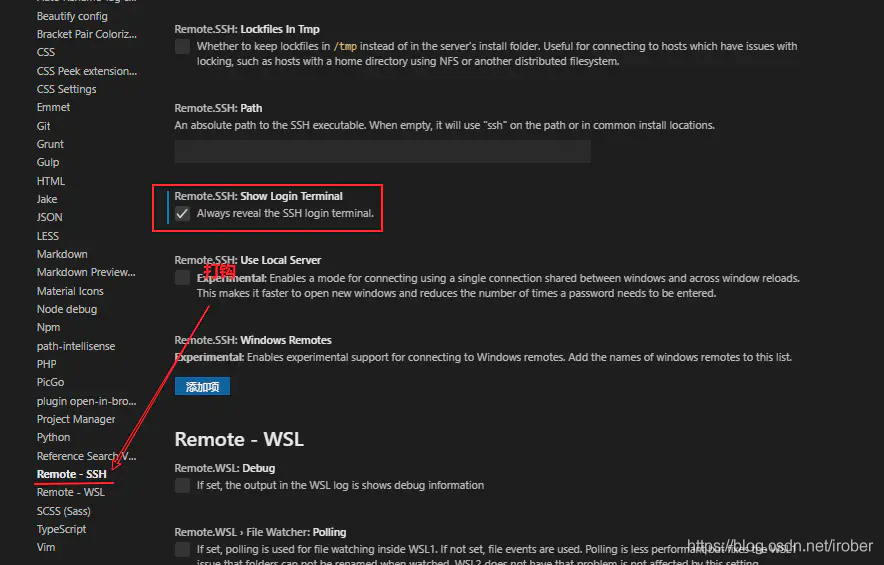 Beautify config
Bracket Pair Coloriz...
CSS
CSS Peek extension...
CSS Settings
Emmet
Git
Grunt
Gulp
HTML
Jake
JSON
LESS
Markdown
Markdown Preview...
Material Icons
Node debug
Npm
path-intellisense
PHP
PicGo
plugin open-in-bro...
Project Manager
Python
Reference Search V...
Remote - SSH
Remote - WSL
SCSS (Sass)
TypeScript
Vim
Remote.SSH: Lockfiles In Tmp
Whether to keep lockfiles in /tmp instead of in the server's install folder. Useful for connecting to hosts which have issues with
locking, such as hosts with a home directory using NFS or another distributed filesystem.
Remote.SSH: Path
An absolute path to the SSH executable. When empty, it will use "ssh" on the path or in common install locations.
Remote.SSH: Show Login Terminal
Always reveal the SSH login terminal.
Remote.SSH: Use Local Server
打钩
Experimental: Enables a mode for connecting using a single connection shared between windows and across window reloads.
This makes it faster to open new windows and reduces the number of times a password needs to be entered.
Remote.SSH: Windows Remotes
Experimental: Enables experimental support for connecting to Windows remotes. Add the names of windows remotes to this list.
添加项
Remote - WSL
Remote.WSL: Debug
If set, the output in the WSL log is shows debug information
Remote.WSL › File Watcher: Polling
If set, polling is used for file watching inside WSL1. If not set, file events are used. Polling is less performant but fixes the WSL1
issue that folders can not be renamed when watched. WSL2 does not have that problem is not affected by this setting.
https://blog.csdn.net/irober